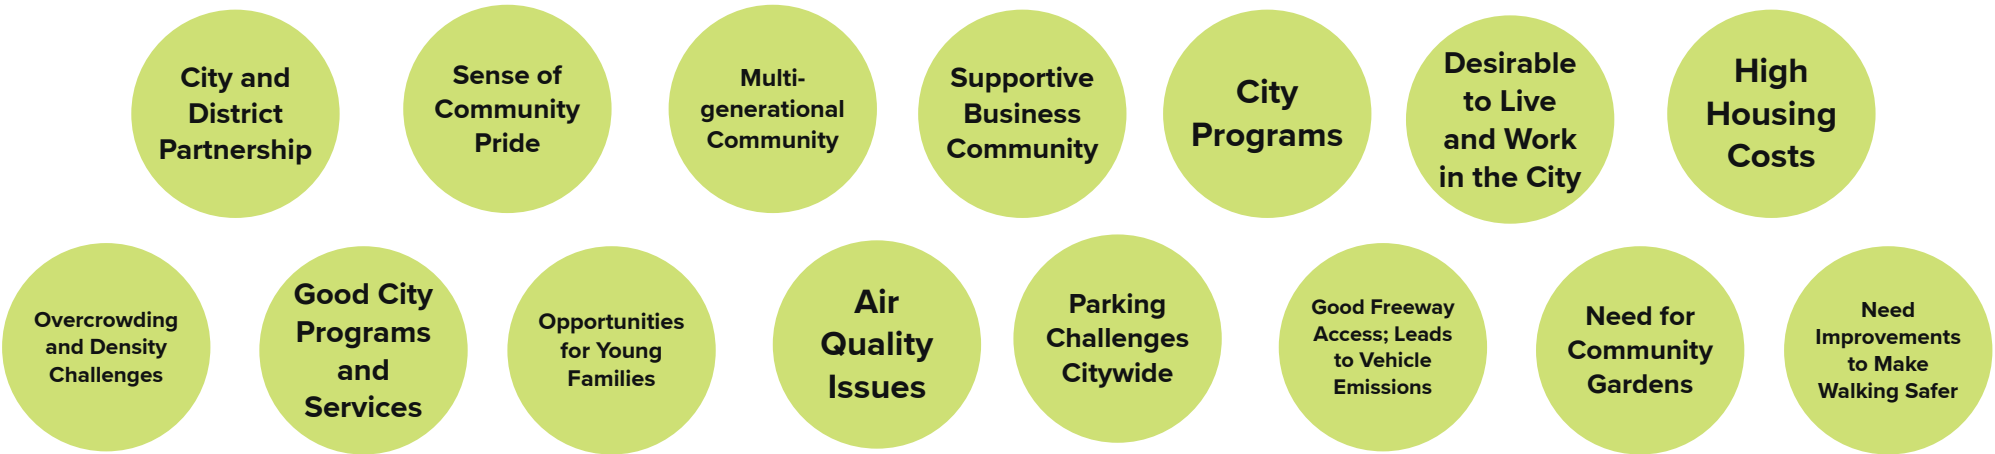 City and
District
Partnership
Sense of
Community
Pride
Multi-
generational
Community
Supportive
Business
Community
City
Programs
Desirable
to Live
and Work
in the City
High
Housing
Costs
Overcrowding
and Density
Challenges
Good City
Programs
and
Services
Opportunities
for Young
Families
Air
Quality
Issues
Parking
Challenges
Citywide
Good Freeway
Access; Leads
to Vehicle
Emissions
Need for
Community
Gardens
Need
Improvements
to Make
Walking Safer